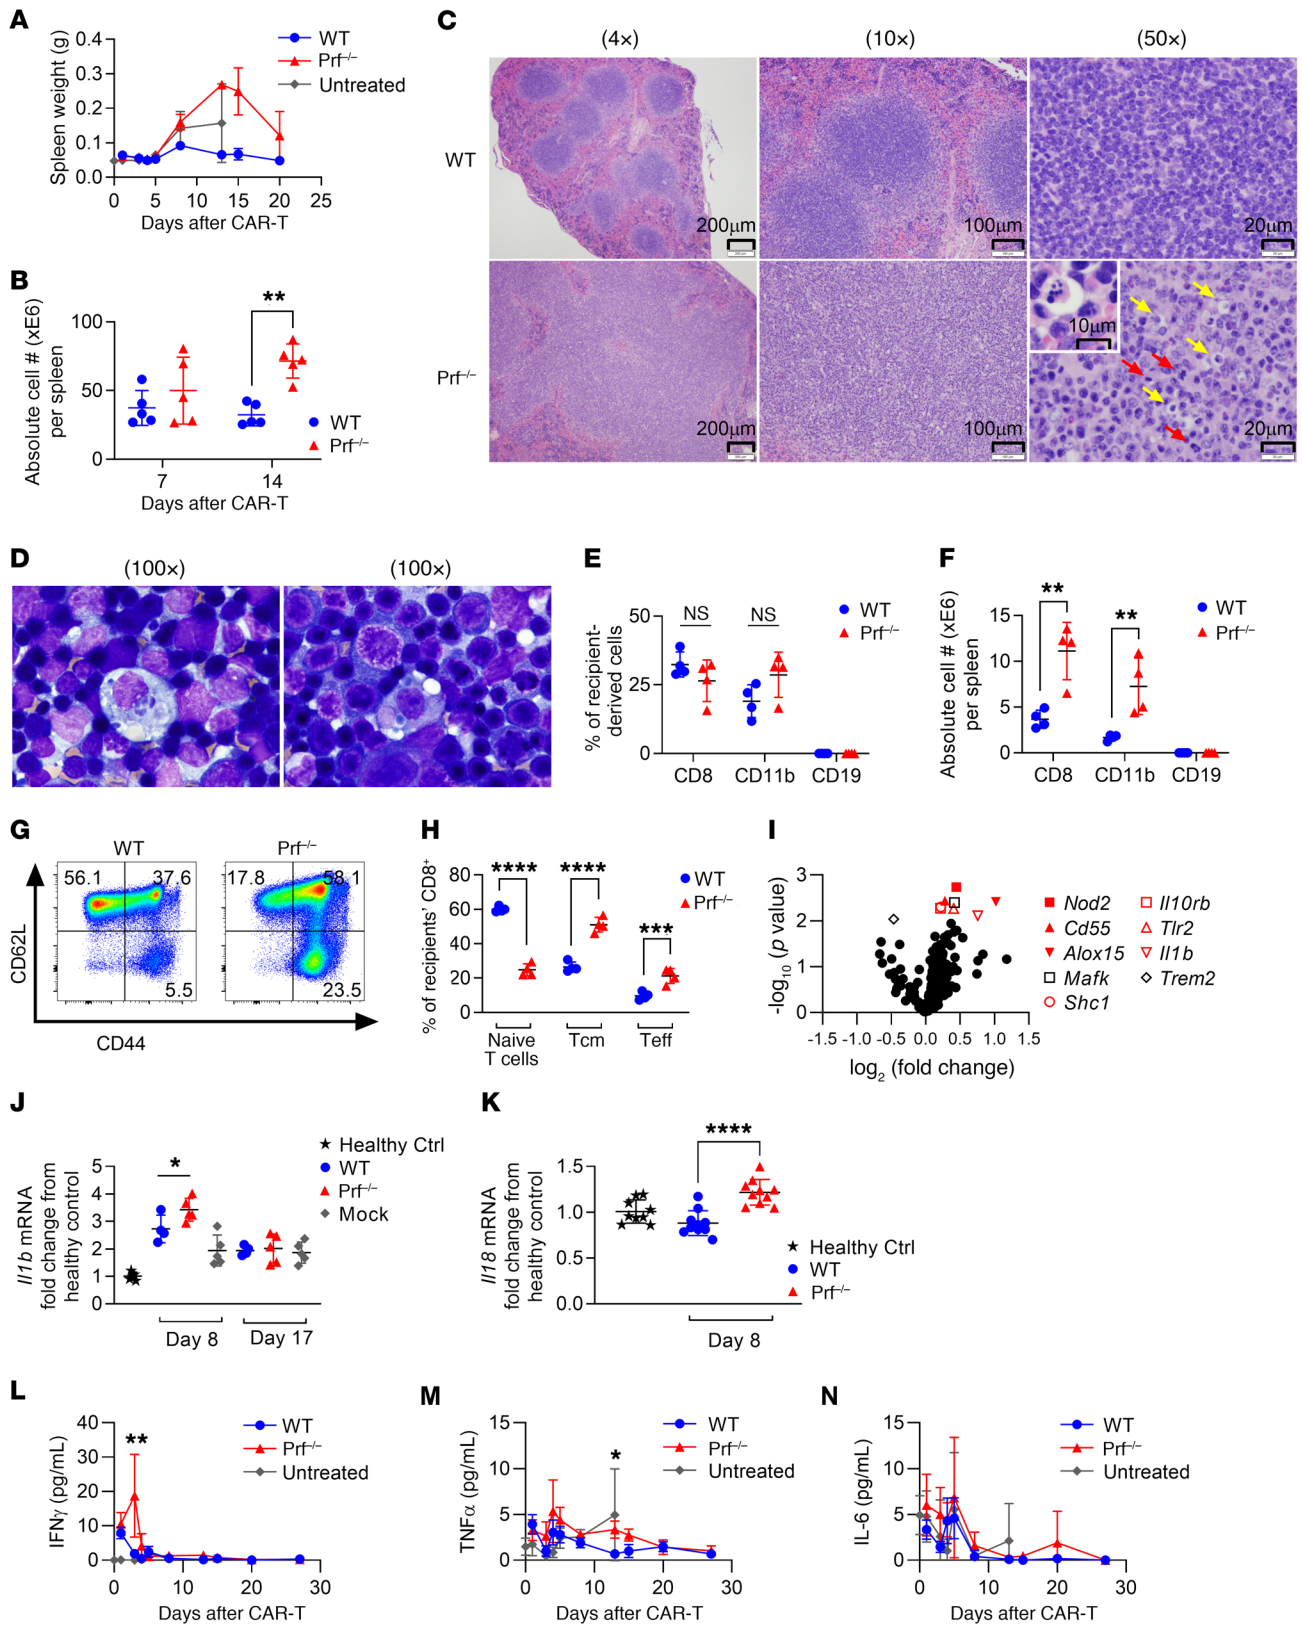 A
Spleen weight (g)
0.4
0.3
0.2
0.1
0.0
0 5 10 15 20 25
Days after CAR-T
WT
Prf–/–
Untreated
B
Absolute cell # (xE6)
per spleen
100
50
0
**
7 14
Days after CAR-T
WT
Prf–/–
C
(4×) (10×) (50×)
WT
200μm 100μm 20μm
Prf–/–
10μm
200μm 100μm 20μm
D
(100×) (100×)
E
% of recipient-
derived cells
50
25
0
NS NS
CD8 CD11b CD19
WT
Prf–/–
F
Absolute cell # (xE6)
per spleen
15
10
5
0
** **
CD8 CD11b CD19
WT
Prf–/–
G
WT Prf–/–
56.1 37.6 17.8 58.1
5.5 23.5
CD62L
CD44
H
% of recipients' CD8+
80
60
40
20
0
**** **** ***
Naive
T cells
Tcm Teff
WT
Prf–/–
I
-log10 (p value)
3
2
1
0
-1.5 -1.0 -0.5 0.0 0.5 1.0 1.5
log2 (fold change)
Nod2 Il10rb
Cd55 Tlr2
Alox15 Il1b
Mafk Trem2
Shc1
J
Il1b mRNA
fold change from
healthy control
5
4
3
2
1
0
*
Day 8 Day 17
Healthy Ctrl
WT
Prf–/–
Mock
K
Il18 mRNA
fold change from
healthy control
1.5
1.0
0.5
0.0
****
Day 8
Healthy Ctrl
WT
Prf–/–
L
IFNγ (pg/mL)
40
30
20
10
0
**
0 10 20 30
Days after CAR-T
WT
Prf–/–
Untreated
M
TNFα (pg/mL)
15
10
5
0
*
0 10 20 30
Days after CAR-T
WT
Prf–/–
Untreated
N
IL-6 (pg/mL)
15
10
5
0
0 10 20 30
Days after CAR-T
WT
Prf–/–
Untreated